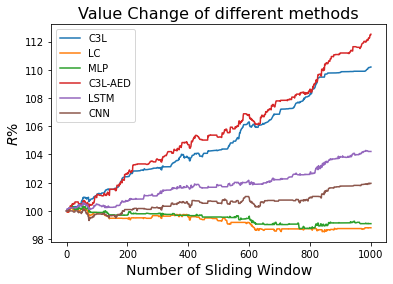 Value Change of different methods
C3L
LC
MLP
C3L-AED
LSTM
CNN
R%
112
110
108
106
104
102
100
98
0 200 400 600 800 1000
Number of Sliding Window